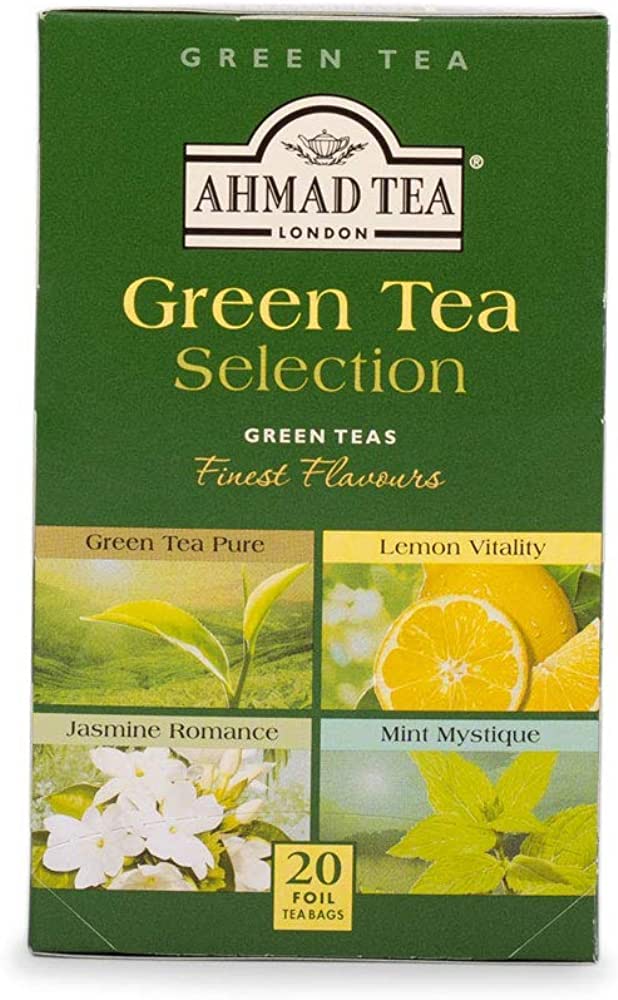 GREEN TEA
AHMAD TEA®
LONDON
Green Tea
Selection
GREEN TEAS
Finest Flavours
Green Tea Pure
Lemon Vitality
Jasmine Romance
Mint Mystique
20
FOIL
TEA BAGS